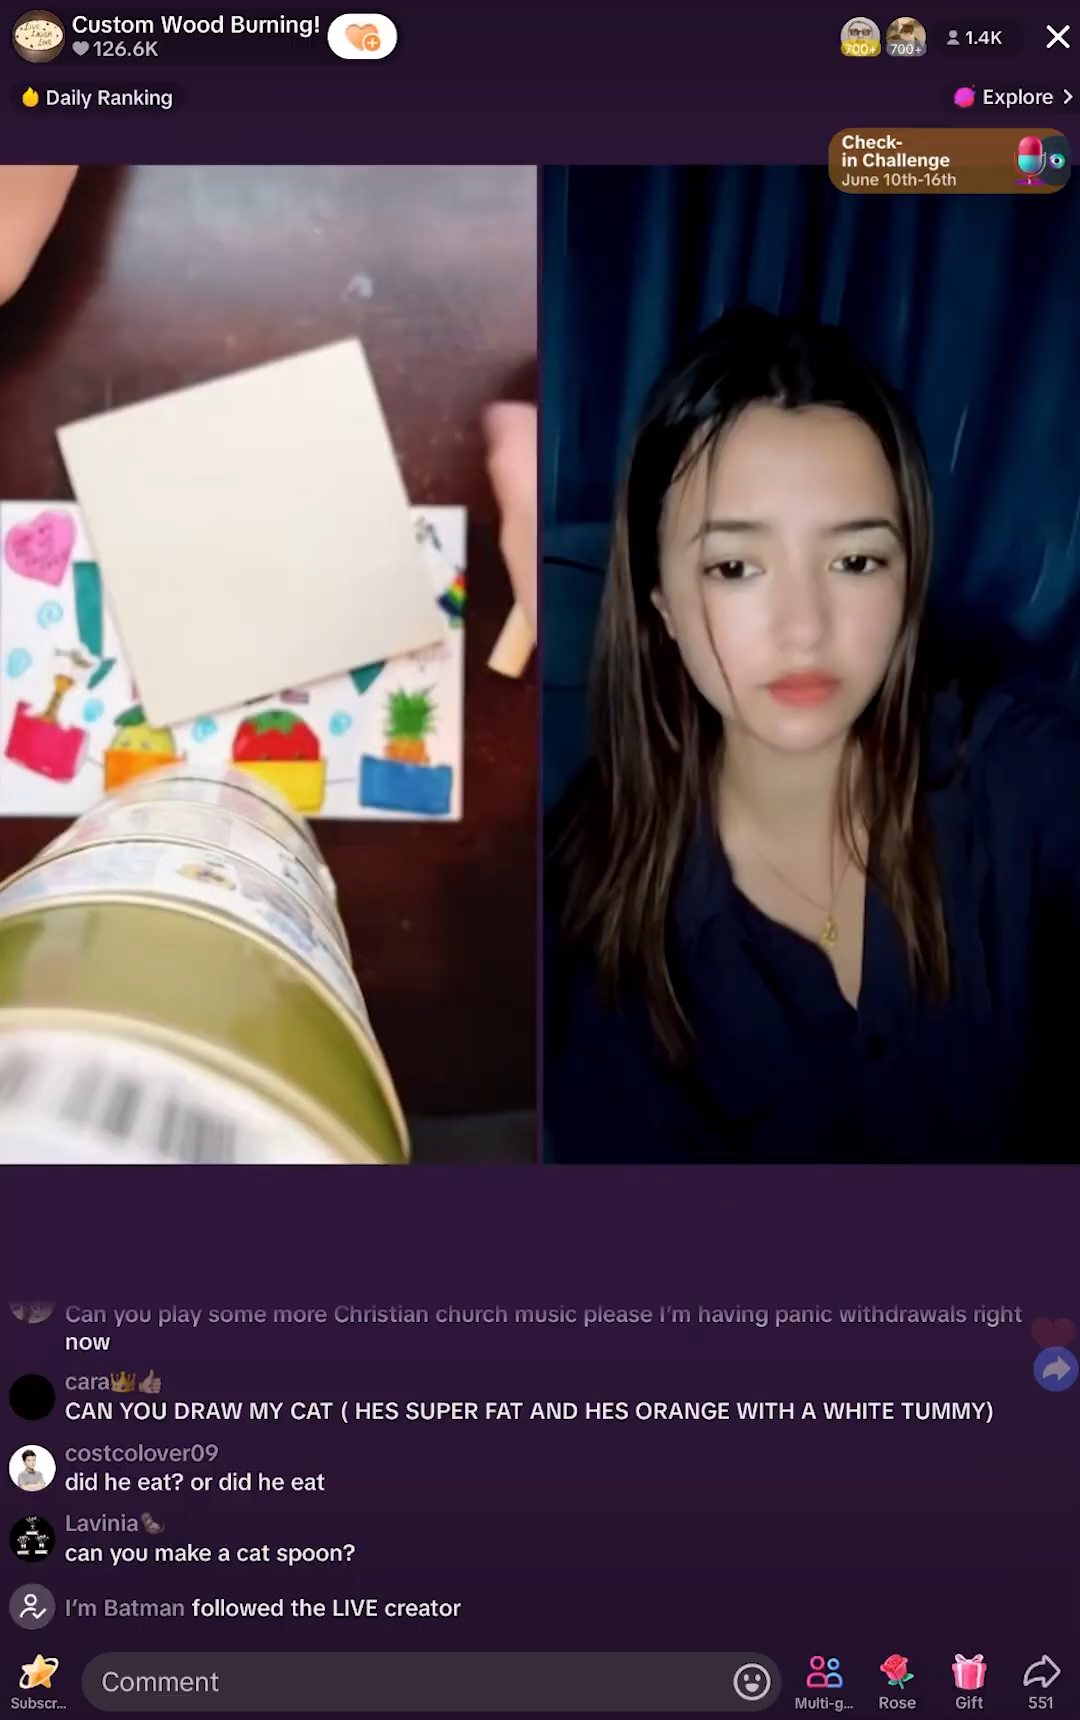 Custom Wood Burning!
126.6K
700+
700+
1.4K
Daily Ranking
Explore
Check-
in Challenge
June 10th-16th
Can you play some more Christian church music please I'm having panic withdrawals right
now
cara👑👍
CAN YOU DRAW MY CAT ( HES SUPER FAT AND HES ORANGE WITH A WHITE TUMMY)
costcolover09
did he eat? or did he eat
Lavinia
can you make a cat spoon?
I'm Batman followed the LIVE creator
Comment
Subscr...
Multi-g...
Rose
Gift
551